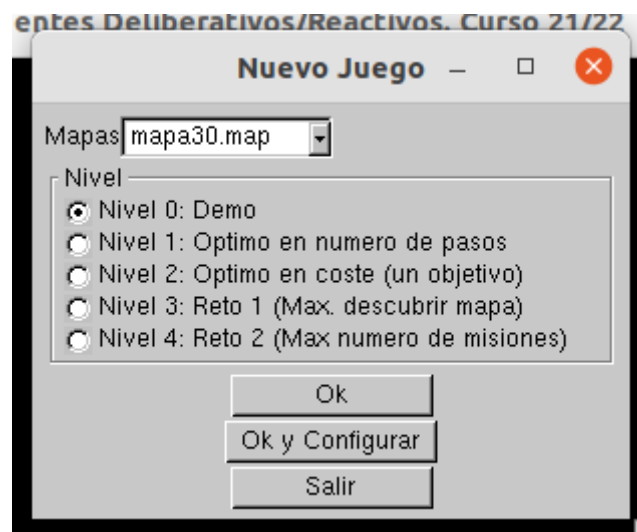 entes Deliberativos/Reactivos. Curso 21/22
Nuevo Juego
Mapas mapa30.map
Nivel
Nivel 0: Demo
Nivel 1: Optimo en numero de pasos
Nivel 2: Optimo en coste (un objetivo)
Nivel 3: Reto 1 (Max. descubrir mapa)
Nivel 4: Reto 2 (Max numero de misiones)
Ok
Ok y Configurar
Salir